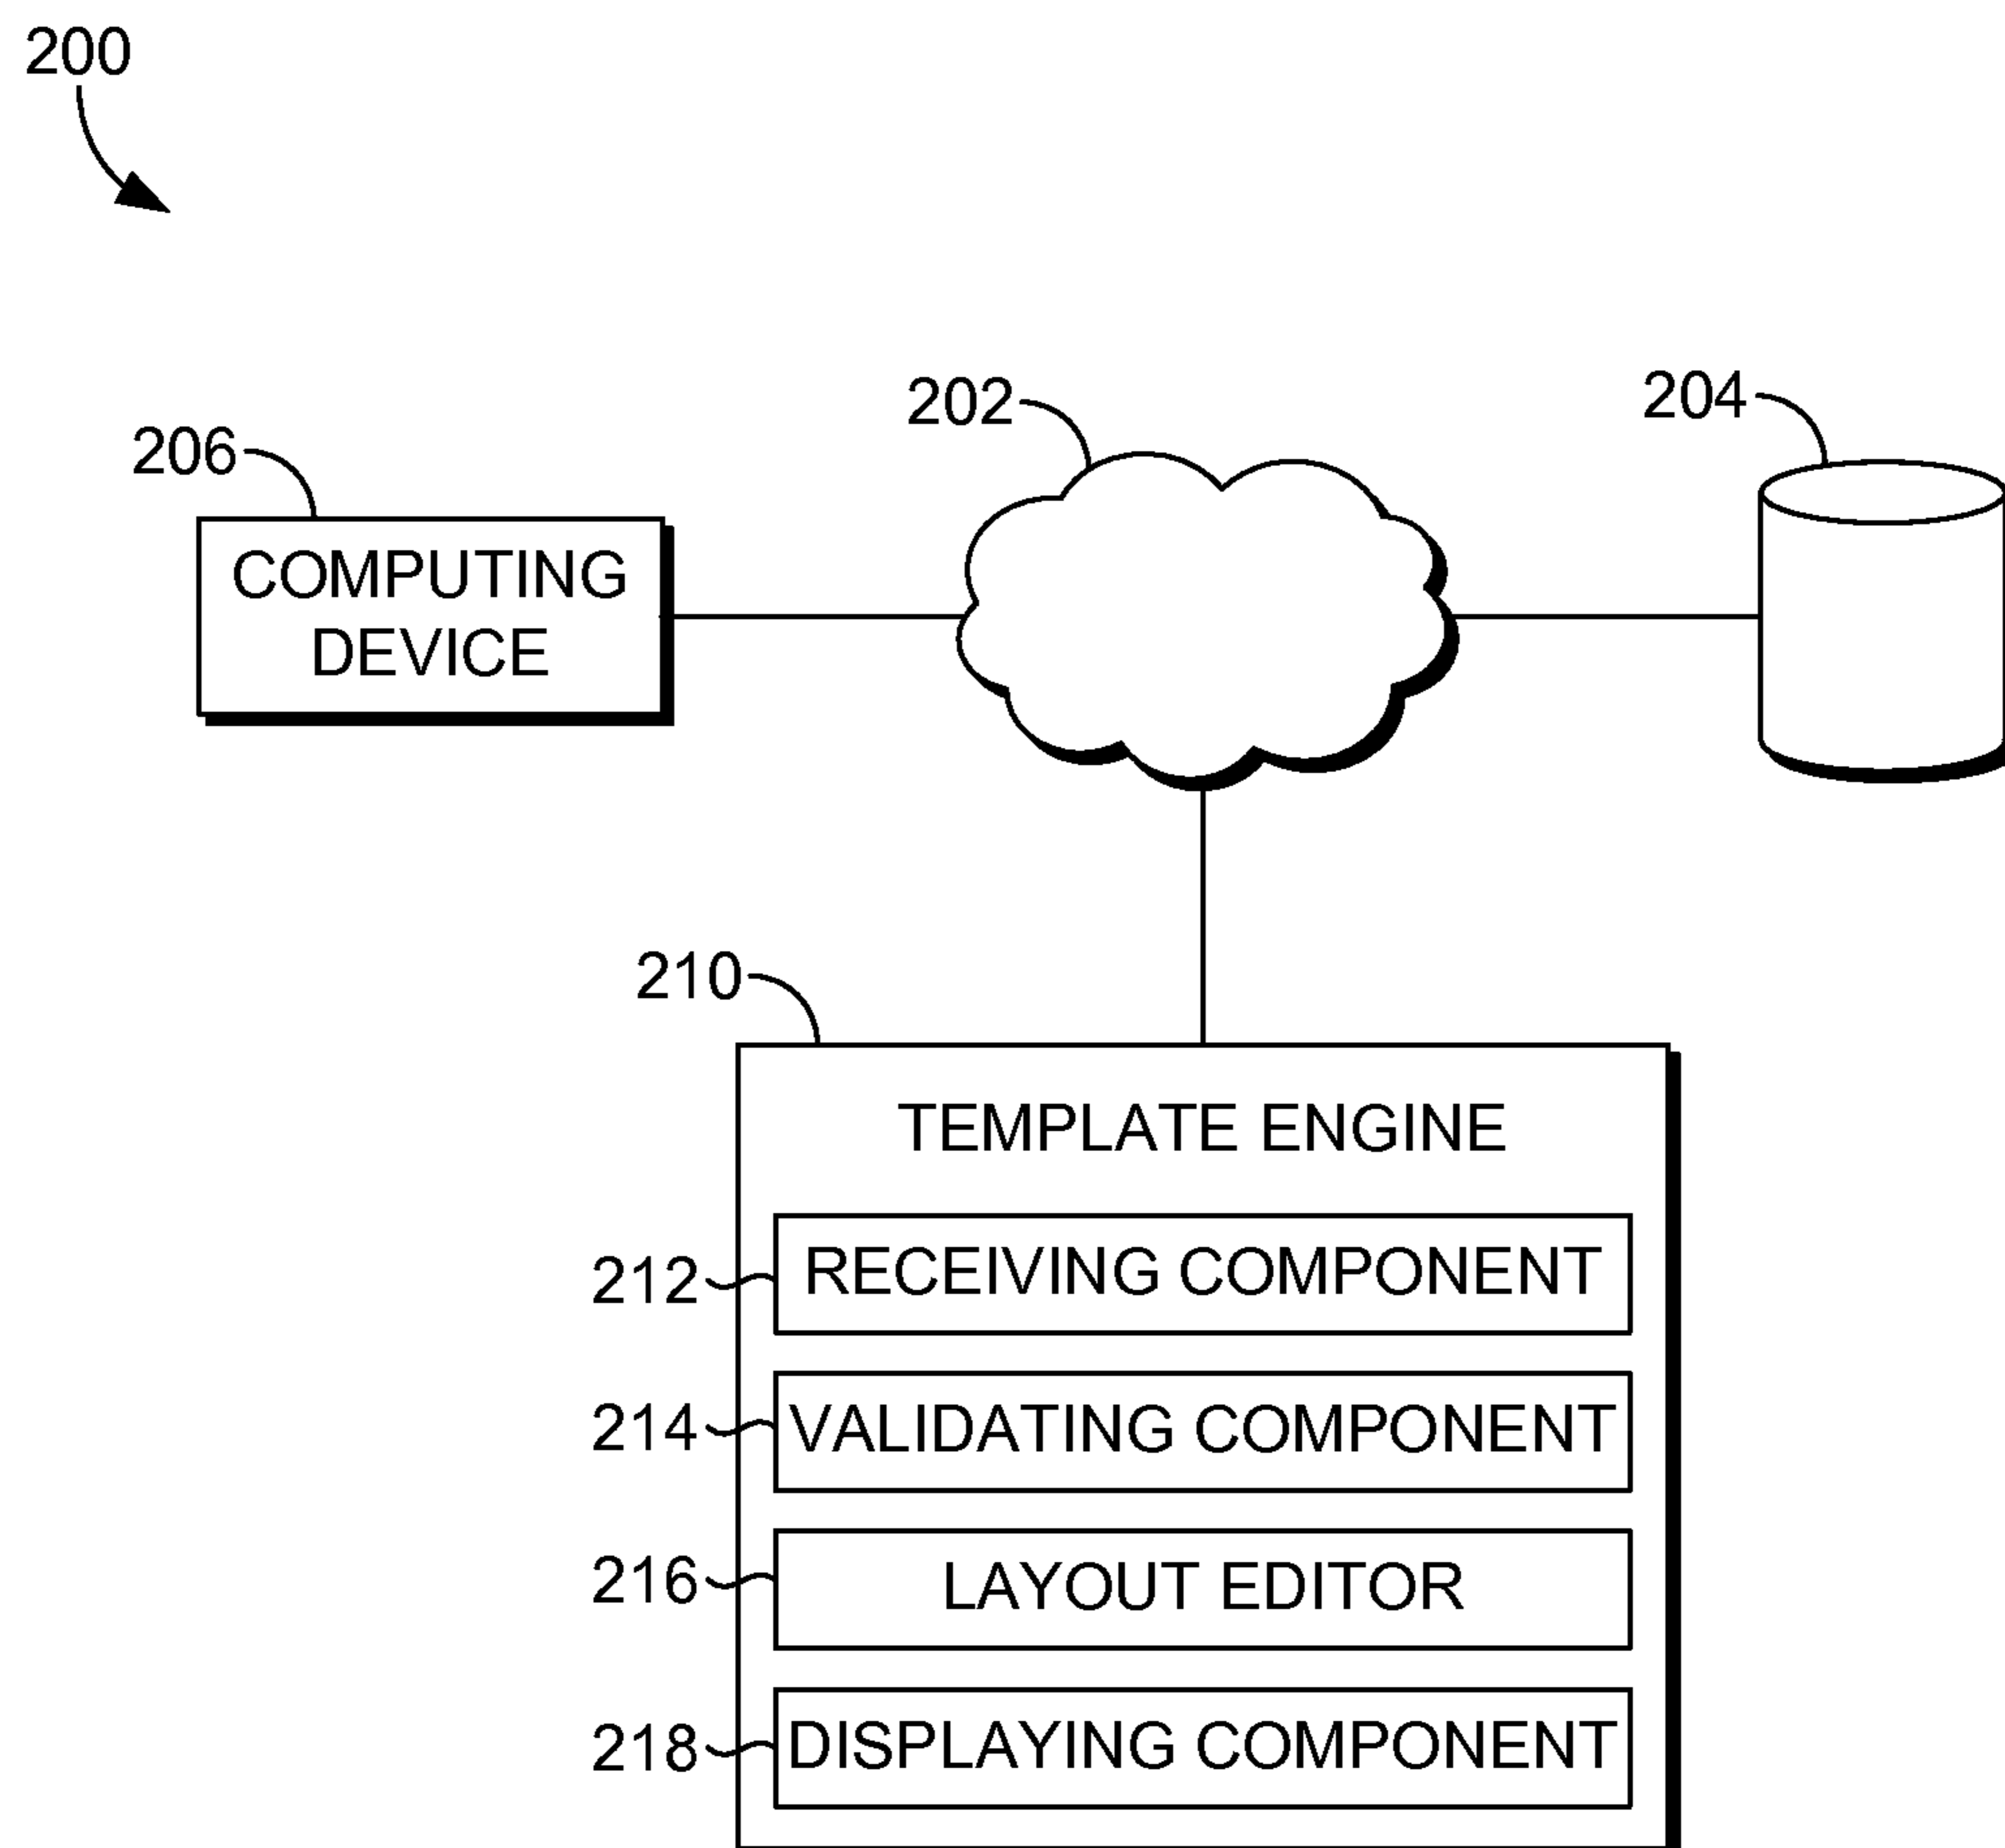 200
202
204
206
COMPUTING
DEVICE
210
TEMPLATE ENGINE
212 RECEIVING COMPONENT
214 VALIDATING COMPONENT
216 LAYOUT EDITOR
218 DISPLAYING COMPONENT